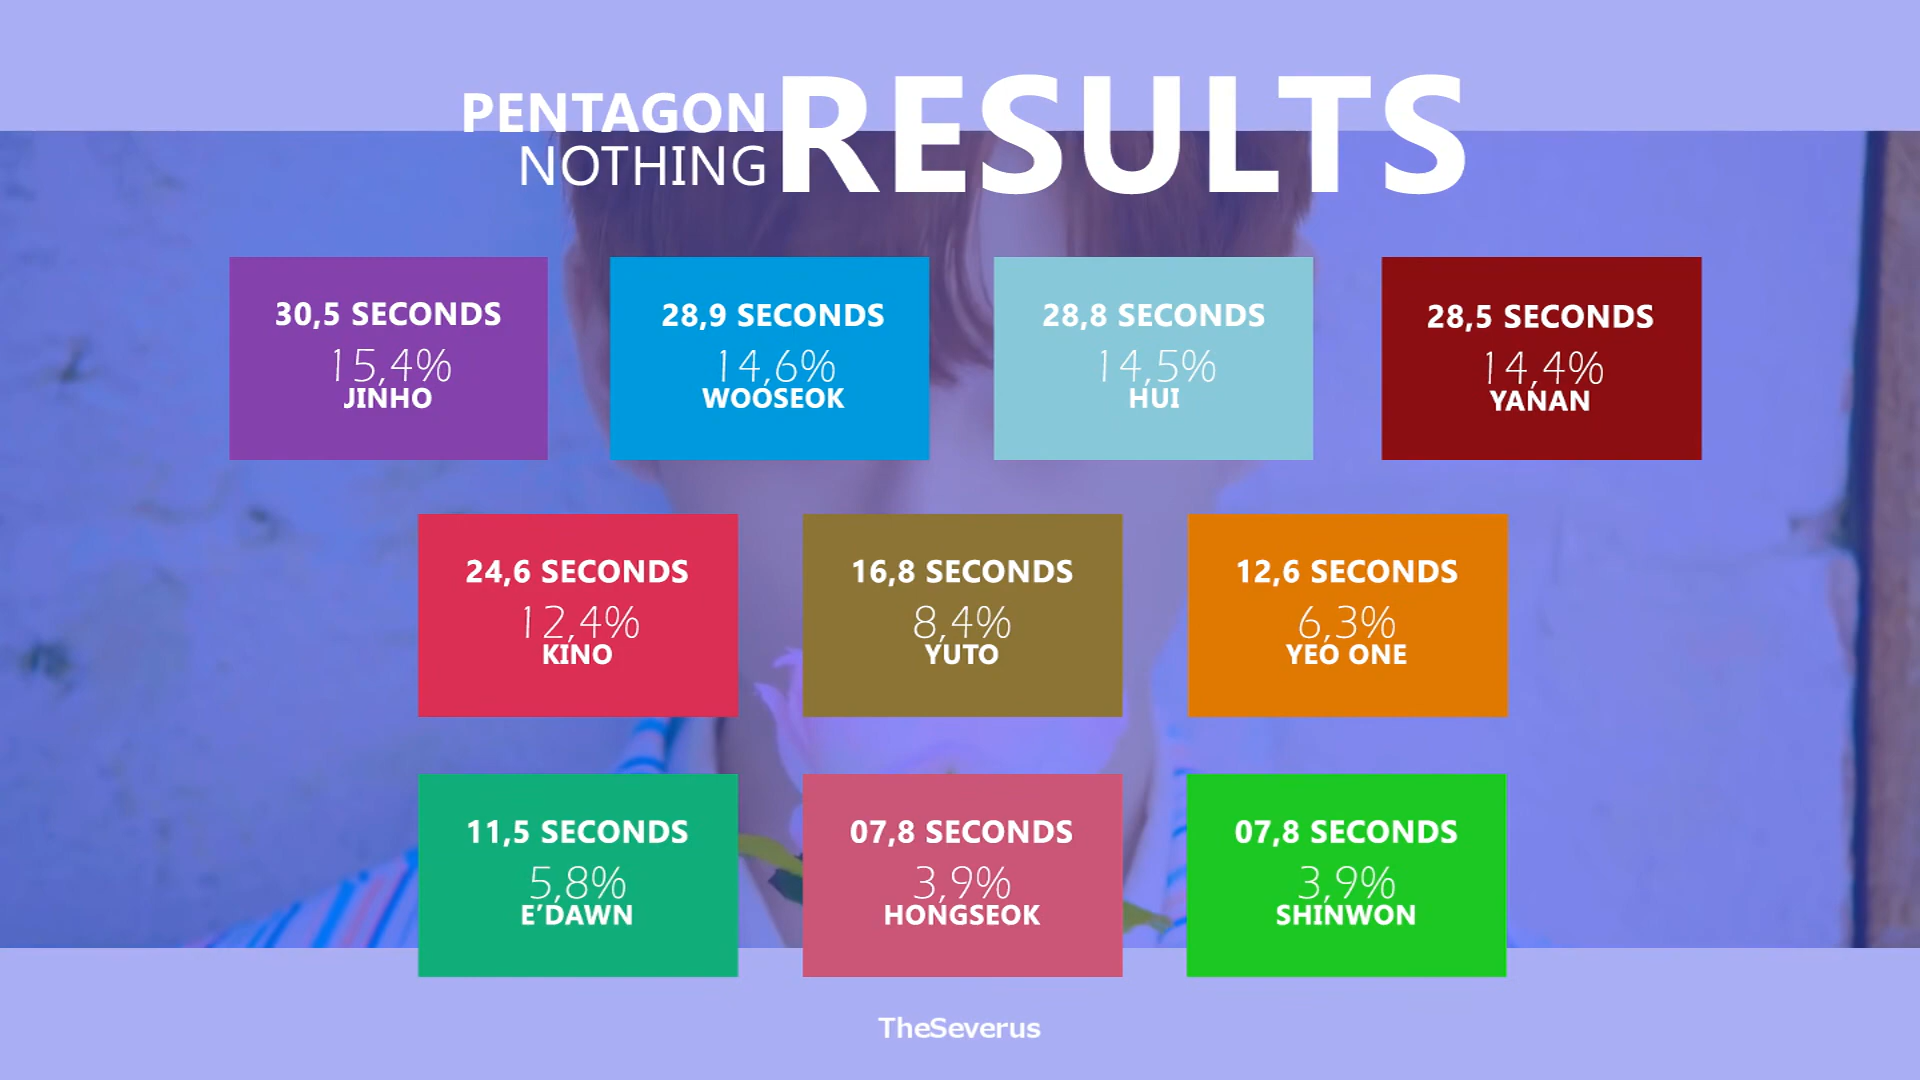 PENTAGON
NOTHING
RESULTS
30,5 SECONDS
15,4%
JINHO
28,9 SECONDS
14,6%
WOOSEOK
28,8 SECONDS
14,5%
HUI
28,5 SECONDS
14,4%
YANAN
24,6 SECONDS
12,4%
KINO
16,8 SECONDS
8,4%
YUTO
12,6 SECONDS
6,3%
YEO ONE
11,5 SECONDS
5,8%
E'DAWN
07,8 SECONDS
3,9%
HONGSEOK
07,8 SECONDS
3,9%
SHINWON
TheSeverus